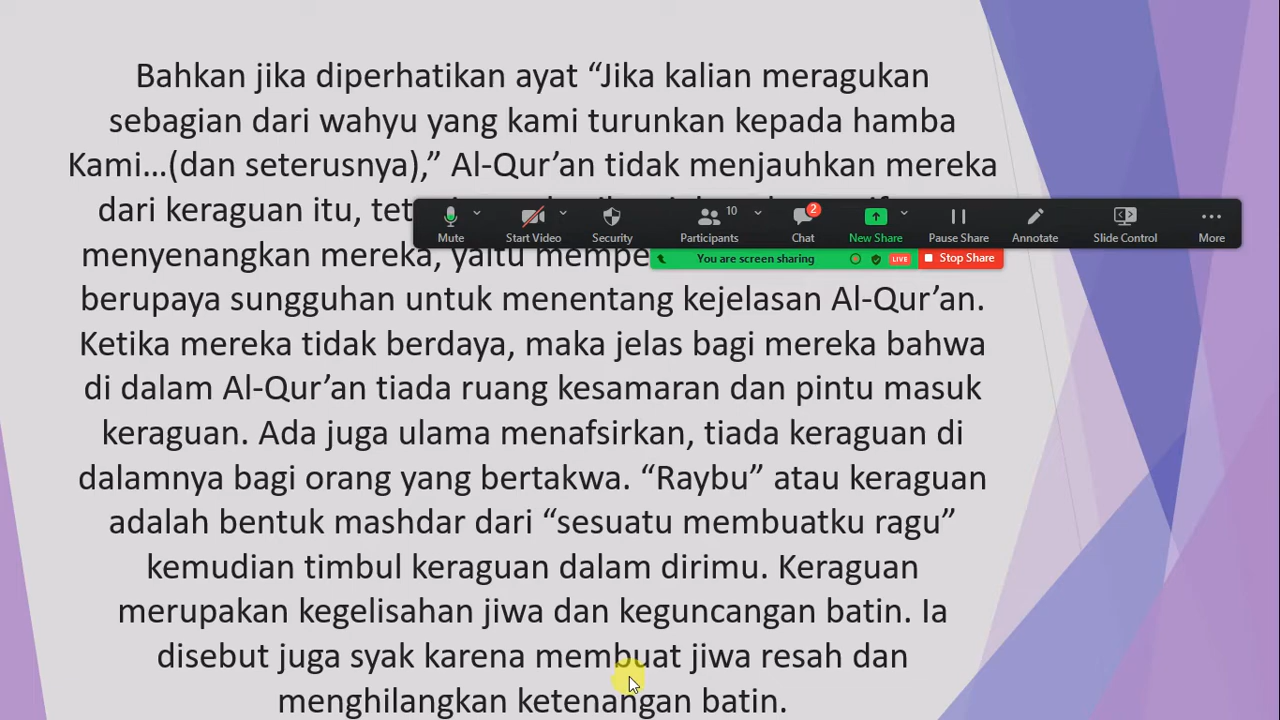 Bahkan jika diperhatikan ayat “Jika kalian meragukan
sebagian dari wahyu yang kami turunkan kepada hamba
Kami...(dan seterusnya),” Al-Qur’an tidak menjauhkan mereka
dari keraguan itu,
Mute
Start Video
Security
10
Participants
2
Chat
New Share
Pause Share
Annotate
Slide Control
More
menyenangkan mereka, yaitu
You are screen sharing
LIVE
Stop Share
berupaya sungguhan untuk menentang kejelasan Al-Qur’an.
Ketika mereka tidak berdaya, maka jelas bagi mereka bahwa
di dalam Al-Qur’an tiada ruang kesamaran dan pintu masuk
keraguan. Ada juga ulama menafsirkan, tiada keraguan di
dalamnya bagi orang yang bertakwa. “Raybu” atau keraguan
adalah bentuk mashdar dari “sesuatu membuatku ragu”
kemudian timbul keraguan dalam dirimu. Keraguan
merupakan kegelisahan jiwa dan keguncangan batin. Ia
disebut juga syak karena membuat jiwa resah dan
menghilangkan ketenangan batin.